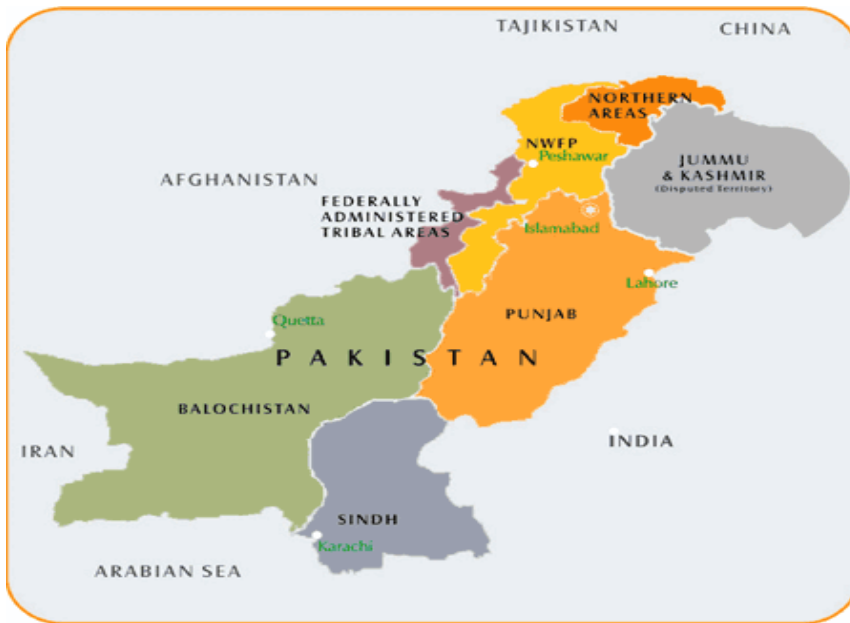 TAJIKISTAN
CHINA
NORTHERN
AREAS
NWFP
Peshawar
JUMMU
& KASHMIR
(Disputed Territory)
AFGHANISTAN
FEDERALLY
ADMINISTERED
TRIBAL AREAS
Islamabad
Lahore
PUNJAB
Quetta
PAKISTAN
BALOCHISTAN
INDIA
IRAN
SINDH
Karachi
ARABIAN SEA